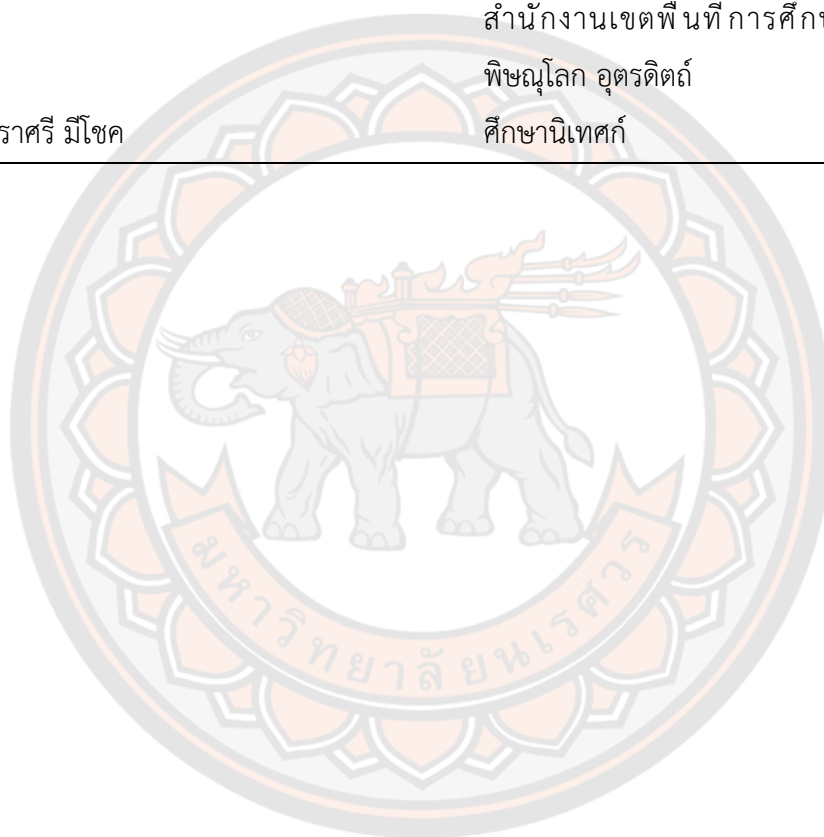 สำนักงานเขตพื้นที่การศึกษ
พิษณุโลก อุตรดิตถ์
ราศรี มีโชค ศึกษานิเทศก์
มหาวิทยาลัยนเรศวร